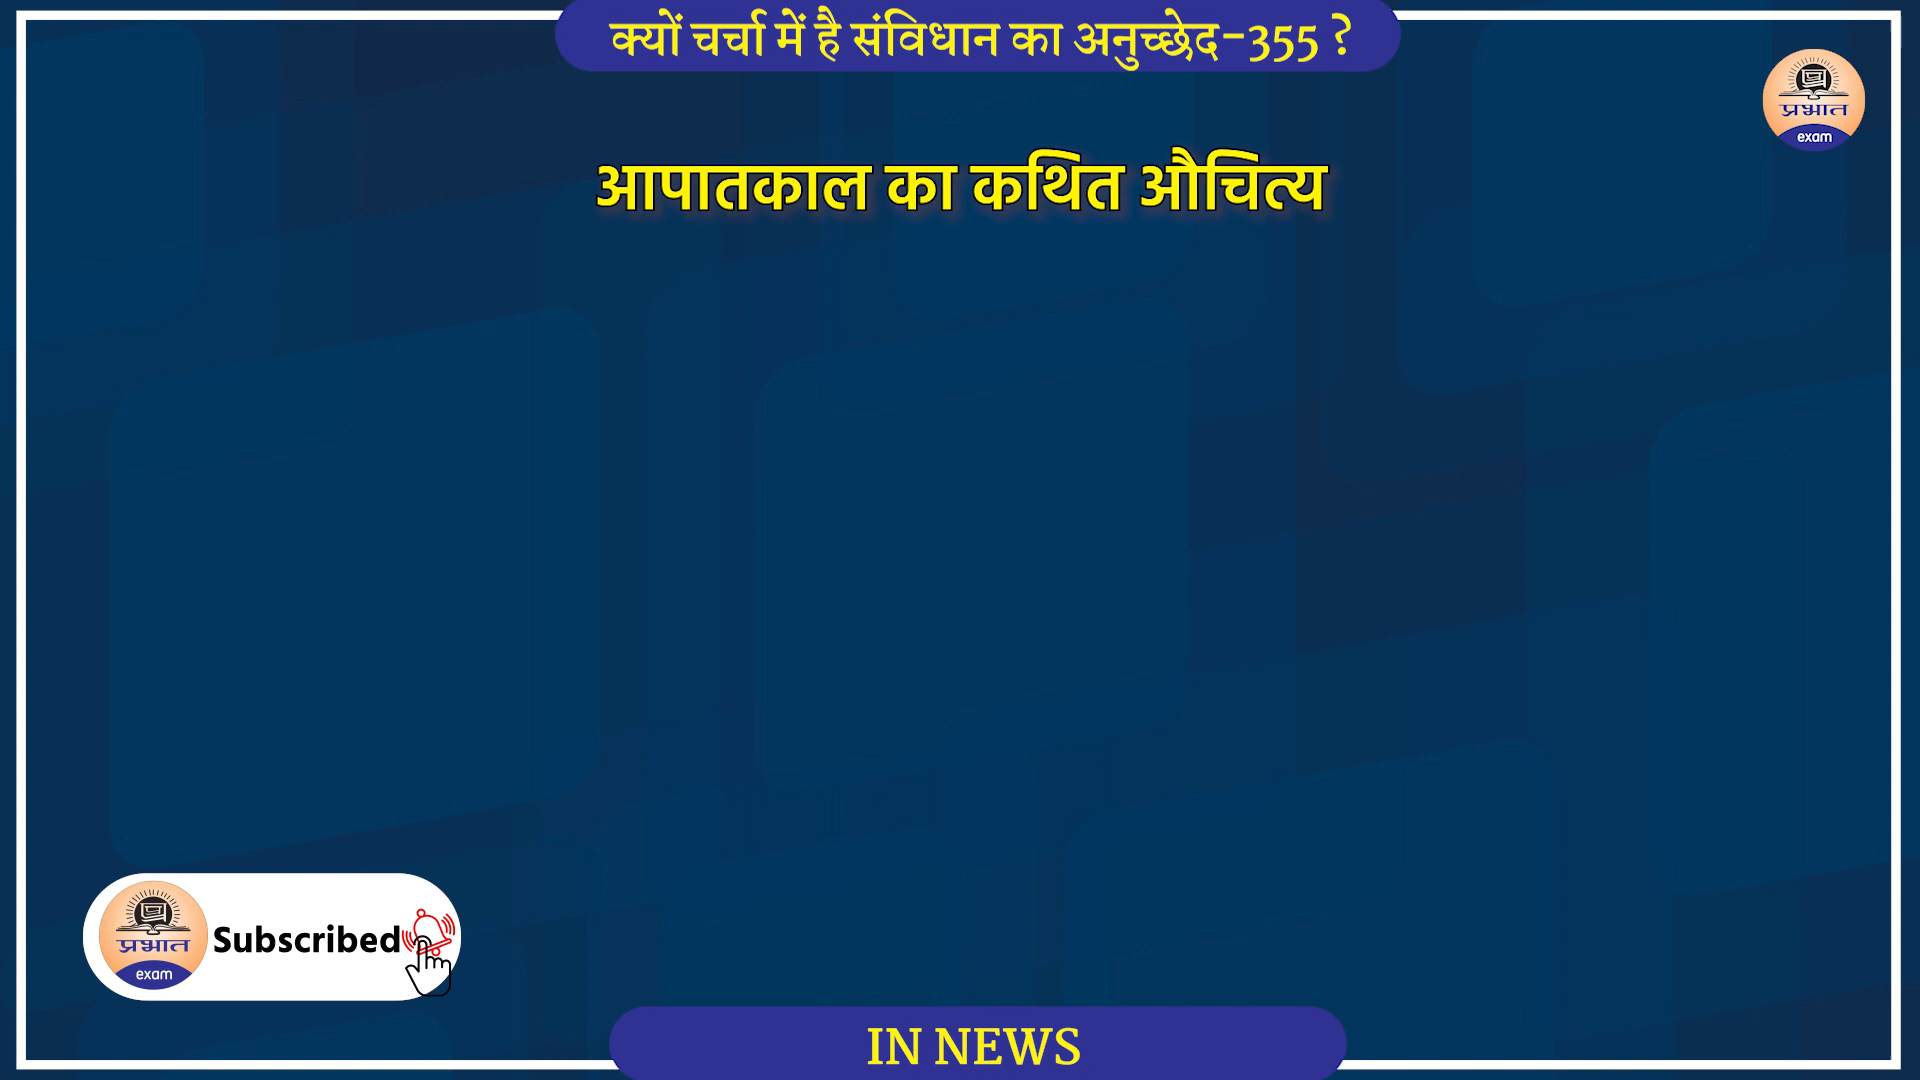 क्यों चर्चा में है संविधान का अनुच्छेद-355 ?
प्रभात
exam
आपातकाल का कथित औचित्य
प्रभात
exam
Subscribed
IN NEWS